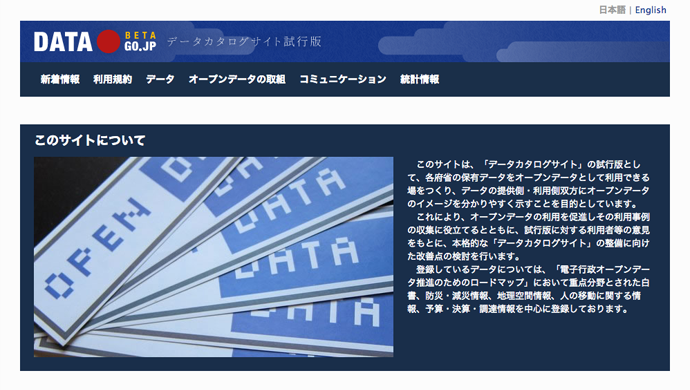 日本語 | English
DATA BETA GO.JP データカタログサイト試行版
新着情報 利用規約 データ オープンデータの取組 コミュニケーション 統計情報
このサイトについて
OPEN D
DATA
DATA
DATA
DATA
このサイトは、「データカタログサイト」の試行版とし
て、各府省の保有データをオープンデータとして利用できる
場をつくり、データの提供側・利用側双方にオープンデータ
のイメージを分かりやすく示すことを目的としています。
これにより、オープンデータの利用を促進しその利用事例
の収集に役立てるとともに、試行版に対する利用者等の意見
をもとに、本格的な「データカタログサイト」の整備に向け
た改善点の検討を行います。
登録しているデータについては、「電子行政オープンデー
タ推進のためのロードマップ」において重点分野とされた白
書、防災・減災情報、地理空間情報、人の移動に関する情
報、予算・決算・調達情報を中心に登録しております。